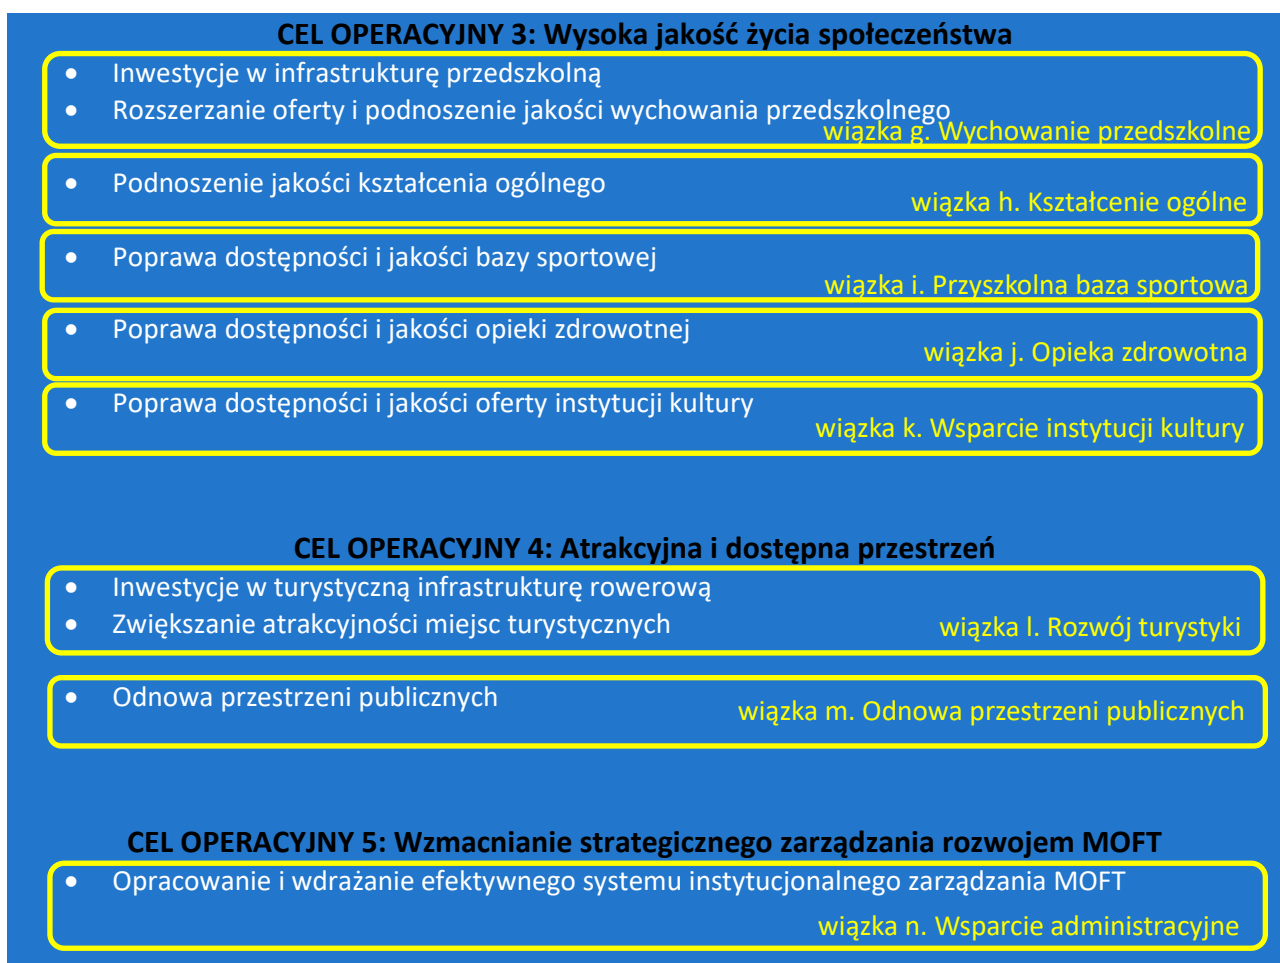 CEL OPERACYJNY 3: Wysoka jakość życia społeczeństwa
• Inwestycje w infrastrukturę przedszkolną
• Rozszerzanie oferty i podnoszenie jakości wychowania przedszkolnego
wiązka g. Wychowanie przedszkolne
• Podnoszenie jakości kształcenia ogólnego
wiązka h. Kształcenie ogólne
• Poprawa dostępności i jakości bazy sportowej
wiązka i. Przyszkolna baza sportowa
• Poprawa dostępności i jakości opieki zdrowotnej
wiązka j. Opieka zdrowotna
• Poprawa dostępności i jakości oferty instytucji kultury
wiązka k. Wsparcie instytucji kultury
CEL OPERACYJNY 4: Atrakcyjna i dostępna przestrzeń
• Inwestycje w turystyczną infrastrukturę rowerową
• Zwiększanie atrakcyjności miejsc turystycznych
wiązka l. Rozwój turystyki
• Odnowa przestrzeni publicznych
wiązka m. Odnowa przestrzeni publicznych
CEL OPERACYJNY 5: Wzmacnianie strategicznego zarządzania rozwojem MOFT
• Opracowanie i wdrażanie efektywnego systemu instytucjonalnego zarządzania MOFT
wiązka n. Wsparcie administracyjne